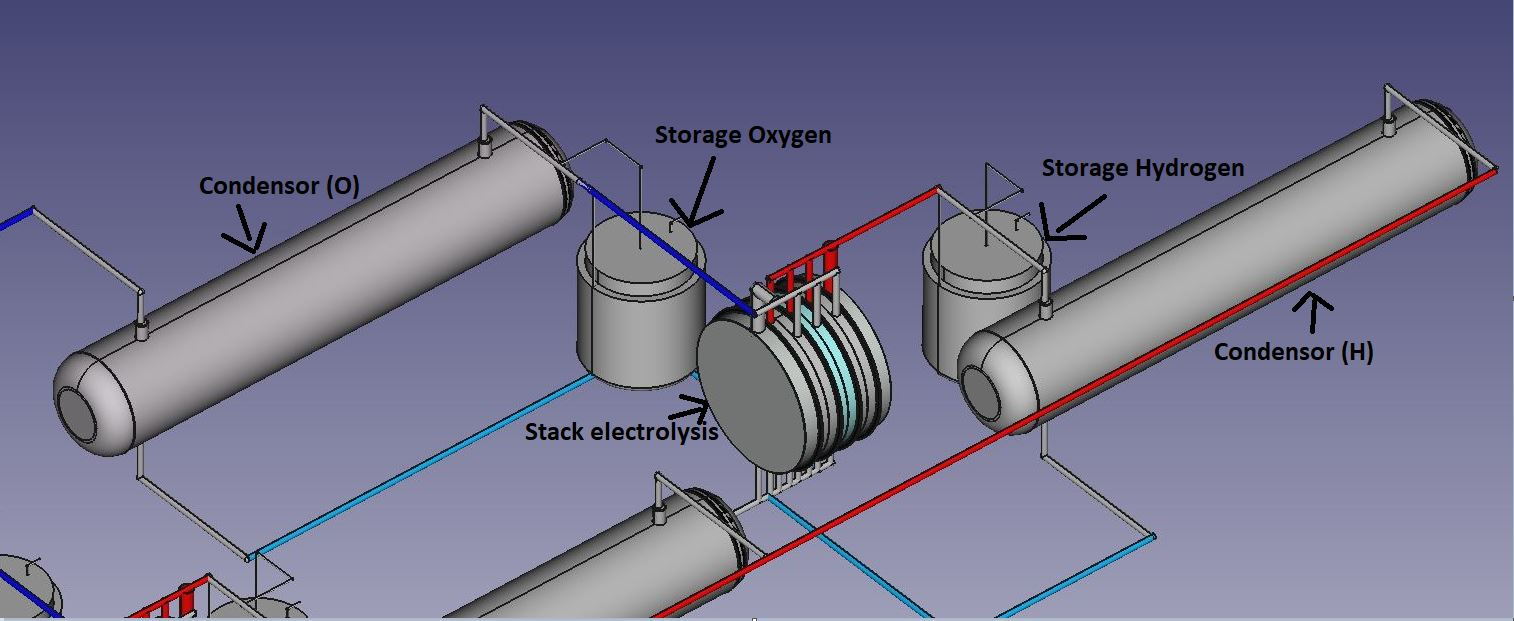 Storage Oxygen
Storage Hydrogen
Condensor (O)
Condensor (H)
Stack electrolysis